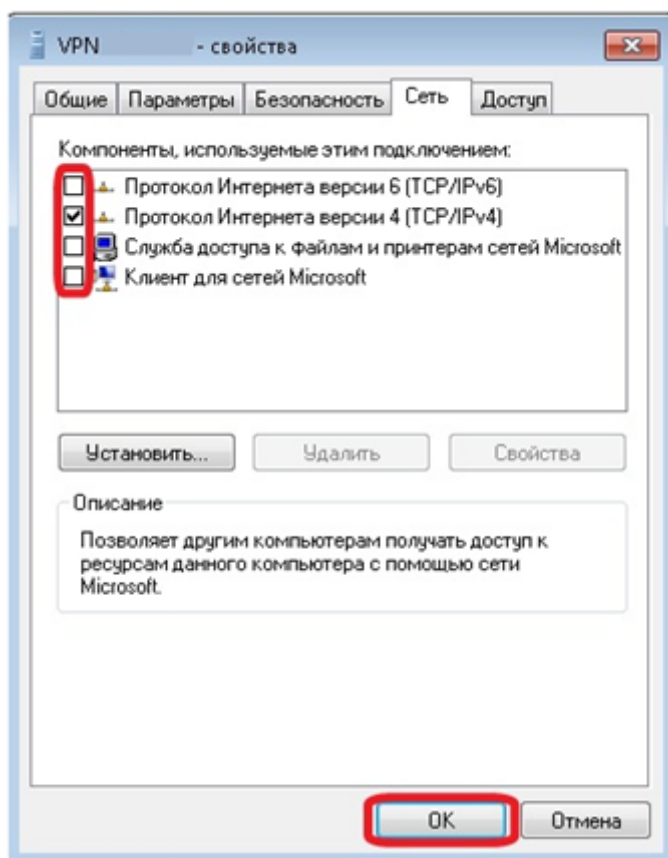 VPN - свойства
Общие Параметры Безопасность Сеть Доступ
Компоненты, используемые этим подключением:
Протокол Интернета версии 6 (TCP/IPv6)
Протокол Интернета версии 4 (TCP/IPv4)
Служба доступа к файлам и принтерам сетей Microsoft
Клиент для сетей Microsoft
Установить... Удалить Свойства
Описание
Позволяет другим компьютерам получать доступ к
ресурсам данного компьютера с помощью сети
Microsoft.
ОК Отмена